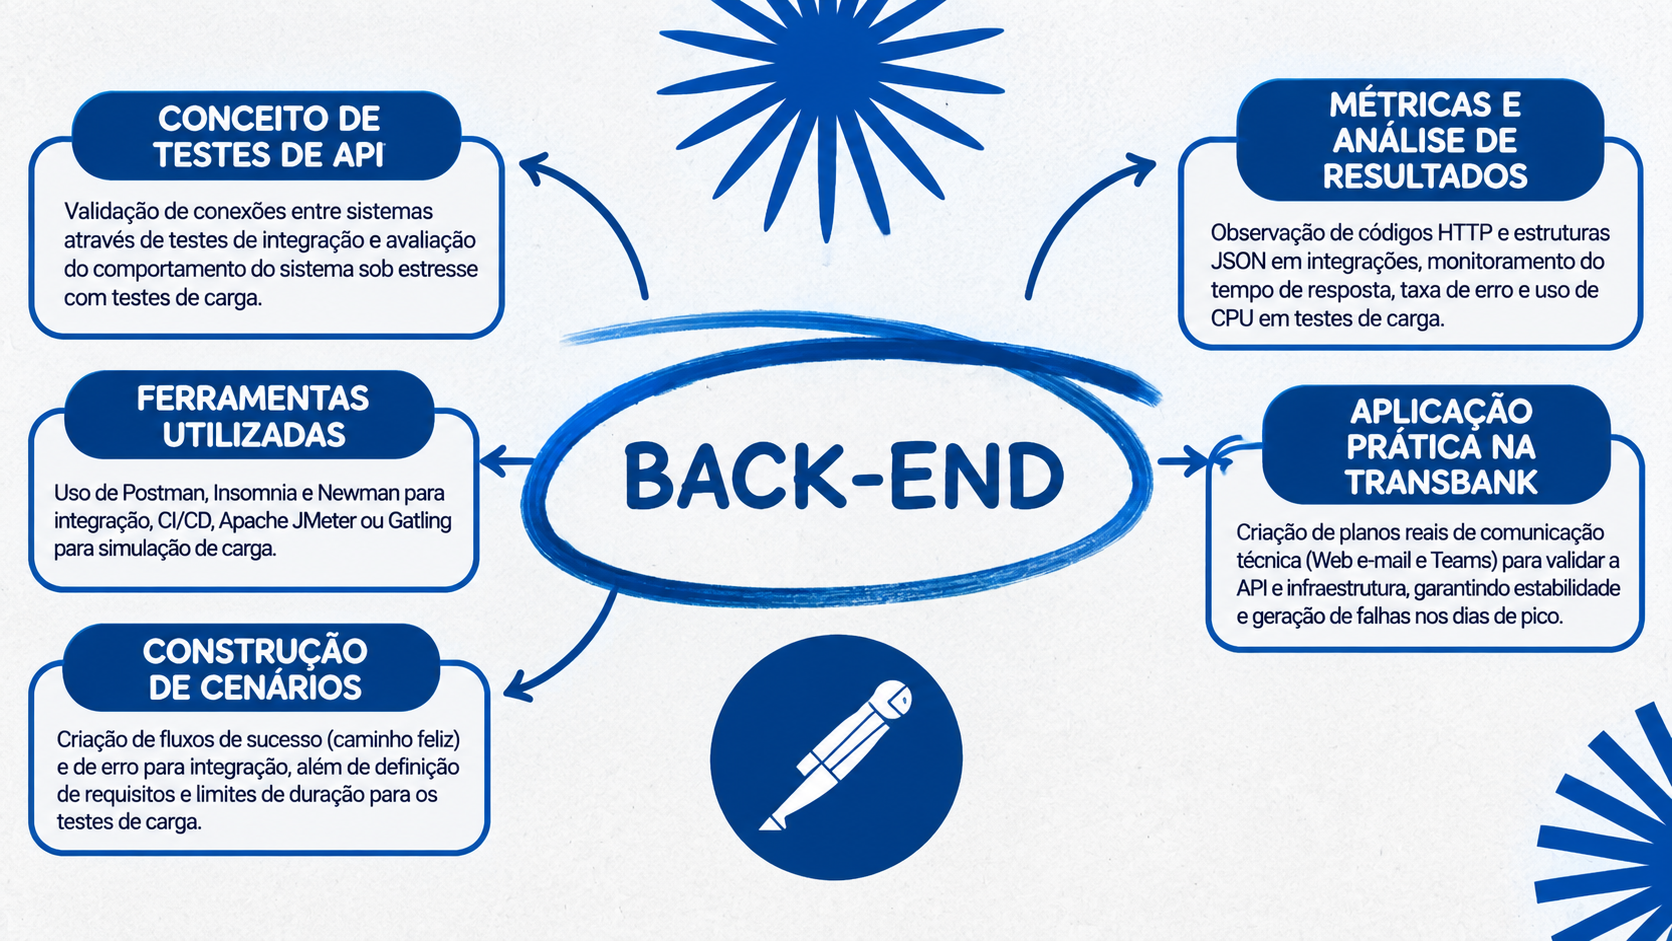 CONCEITO DE
TESTES DE API
Validação de conexões entre sistemas
através de testes de integração e avaliação
do comportamento do sistema sob estresse
com testes de carga.
FERRAMENTAS
UTILIZADAS
Uso de Postman, Insomnia e Newman para
integração, CI/CD, Apache JMeter ou Gatling
para simulação de carga.
CONSTRUÇÃO
DE CENÁRIOS
Criação de fluxos de sucesso (caminho feliz)
e de erro para integração, além de definição
de requisitos e limites de duração para os
testes de carga.
BACK-END
MÉTRICAS E
ANÁLISE DE
RESULTADOS
Observação de códigos HTTP e estruturas
JSON em integrações, monitoramento do
tempo de resposta, taxa de erro e uso de
CPU em testes de carga.
APLICAÇÃO
PRÁTICA NA
TRANSBANK
Criação de planos reais de comunicação
técnica (Web e-mail e Teams) para validar a
API e infraestrutura, garantindo estabilidade
e geração de falhas nos dias de pico.